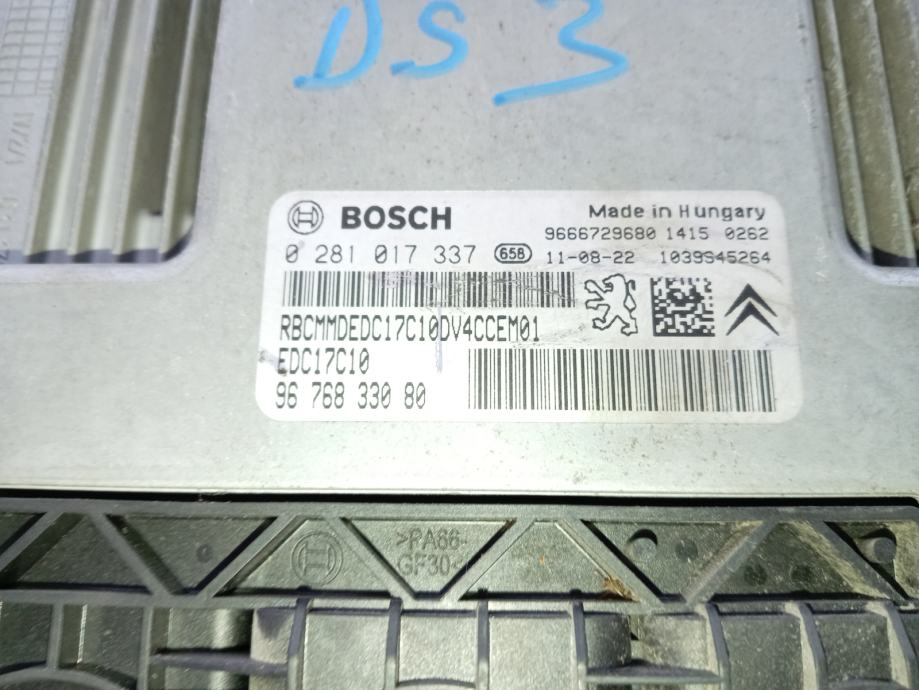 DS 3
BOSCH
Made in Hungary
9666729680 1415 0262
0 281 017 337 65B 11-08-22 1039S45264
RBCMMDEDC17C10DV4CCEM01
EDC17C10
96 768 330 80
>PA66-
GF30<